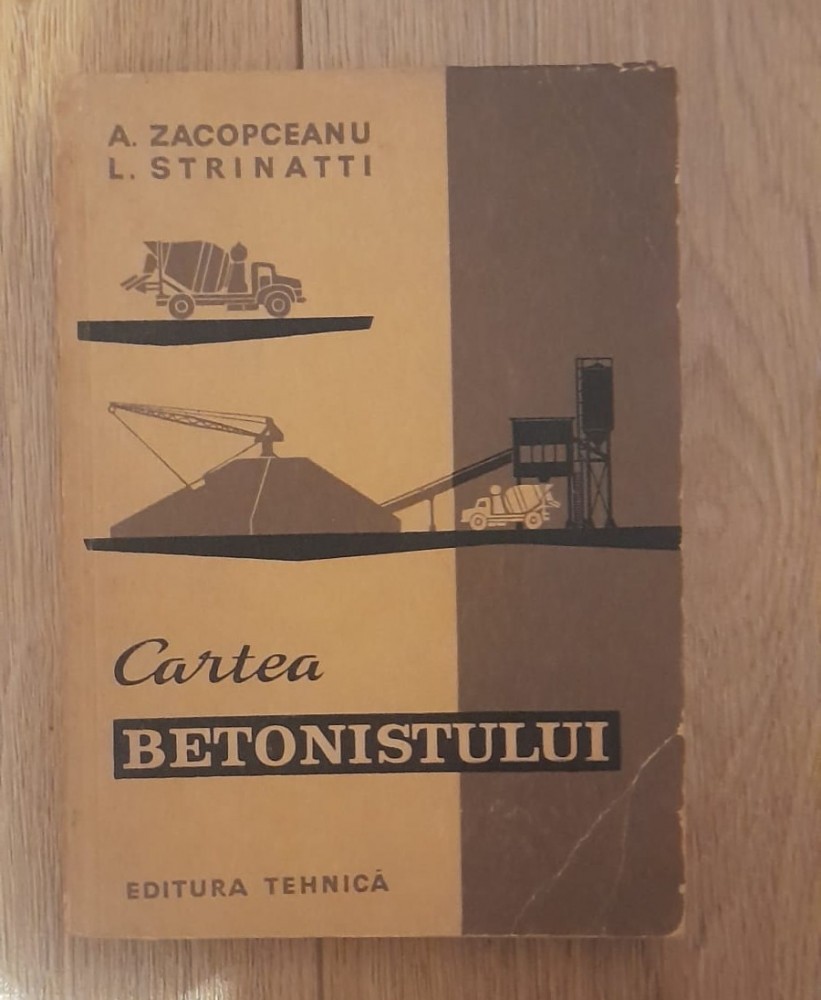 A. ZACOPCEANU
L. STRINATTI
Cartea
BETONISTULUI
EDITURA TEHNICĂ